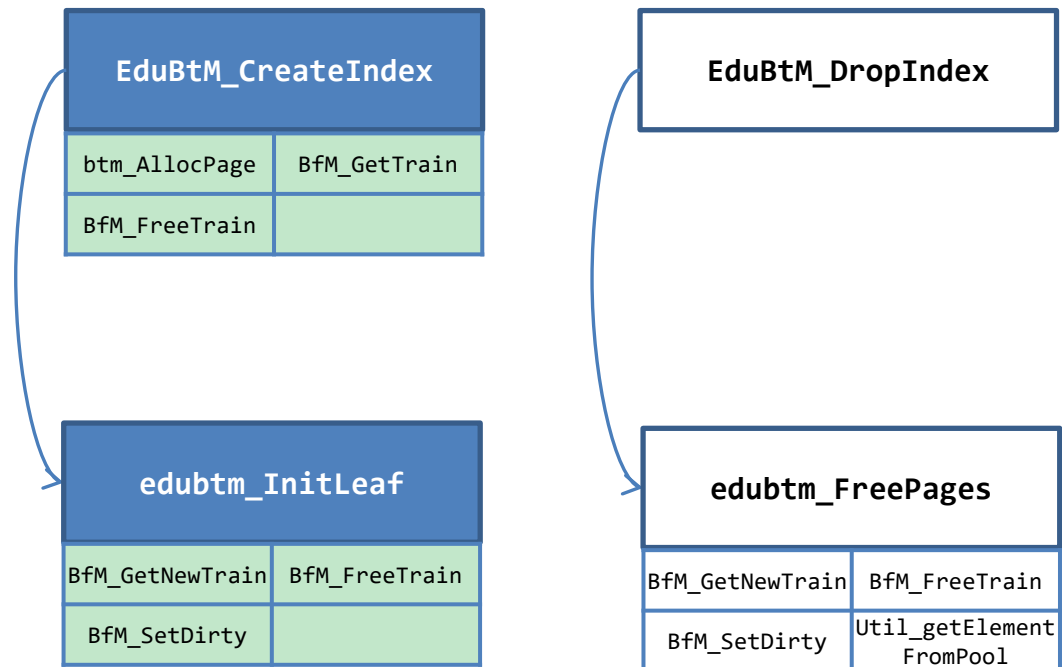 EduBtM_CreateIndex
EduBtM_DropIndex
btm_AllocPage
BfM_GetTrain
BfM_FreeTrain
edubtm_InitLeaf
edubtm_FreePages
BfM_GetNewTrain
BfM_FreeTrain
BfM_SetDirty
BfM_GetNewTrain
BfM_FreeTrain
BfM_SetDirty
Util_getElement
FromPool